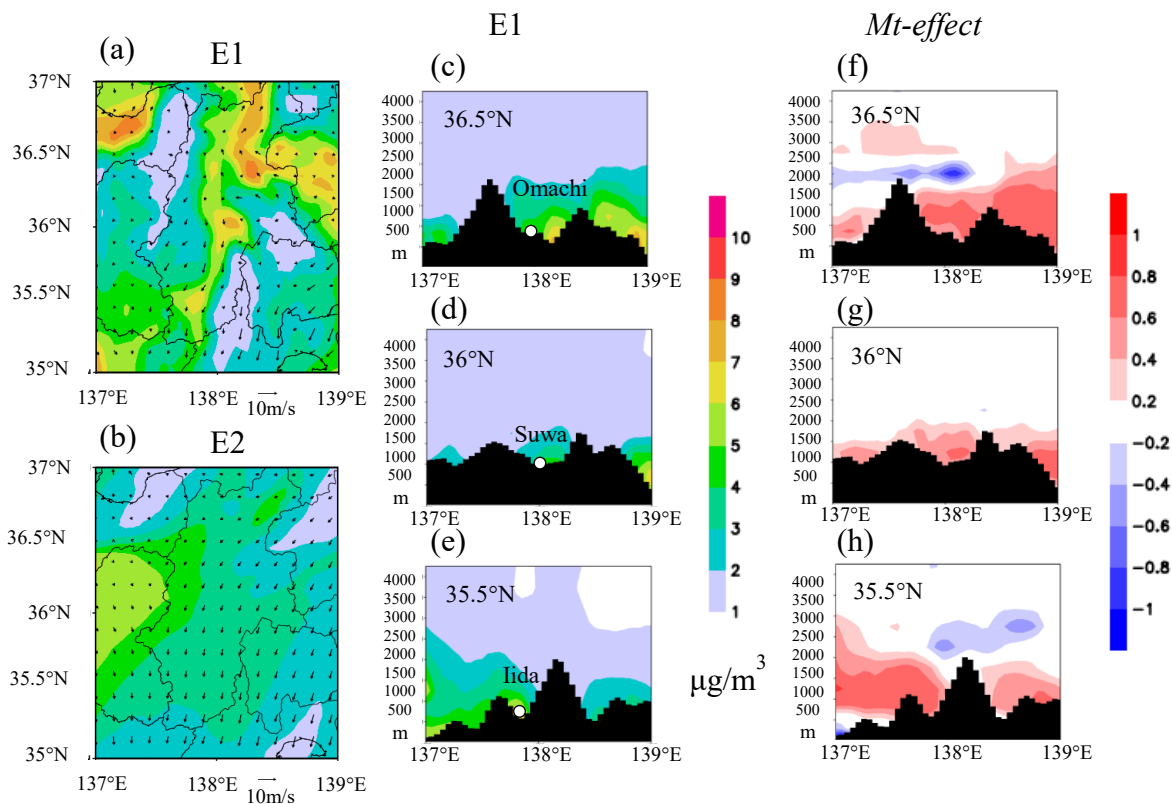 E1
Mt-effect
(a)
E1
37°N
36.5°N
36°N
35.5°N
35°N
137°E
138°E
139°E
10m/s
(b)
E2
37°N
36.5°N
36°N
35.5°N
35°N
137°E
138°E
139°E
10m/s
(c)
36.5°N
Omachi
4000
3500
3000
2500
2000
1500
1000
500
m
137°E
138°E
139°E
(d)
36°N
Suwa
4000
3500
3000
2500
2000
1500
1000
500
m
137°E
138°E
139°E
(e)
35.5°N
Iida
4000
3500
3000
2500
2000
1500
1000
500
m
137°E
138°E
139°E
10
9
8
7
6
5
4
3
2
1
μg/m³
(f)
36.5°N
4000
3500
3000
2500
2000
1500
1000
500
m
137°E
138°E
139°E
(g)
36°N
4000
3500
3000
2500
2000
1500
1000
500
m
137°E
138°E
139°E
(h)
35.5°N
4000
3500
3000
2500
2000
1500
1000
500
m
137°E
138°E
139°E
1
0.8
0.6
0.4
0.2
−0.2
−0.4
−0.6
−0.8
−1